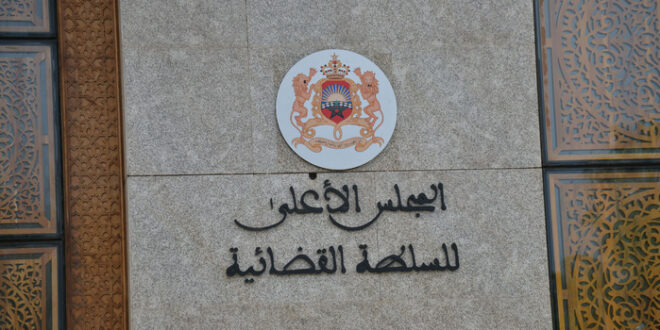 المجلس الأعلى
للسلطة القضائية